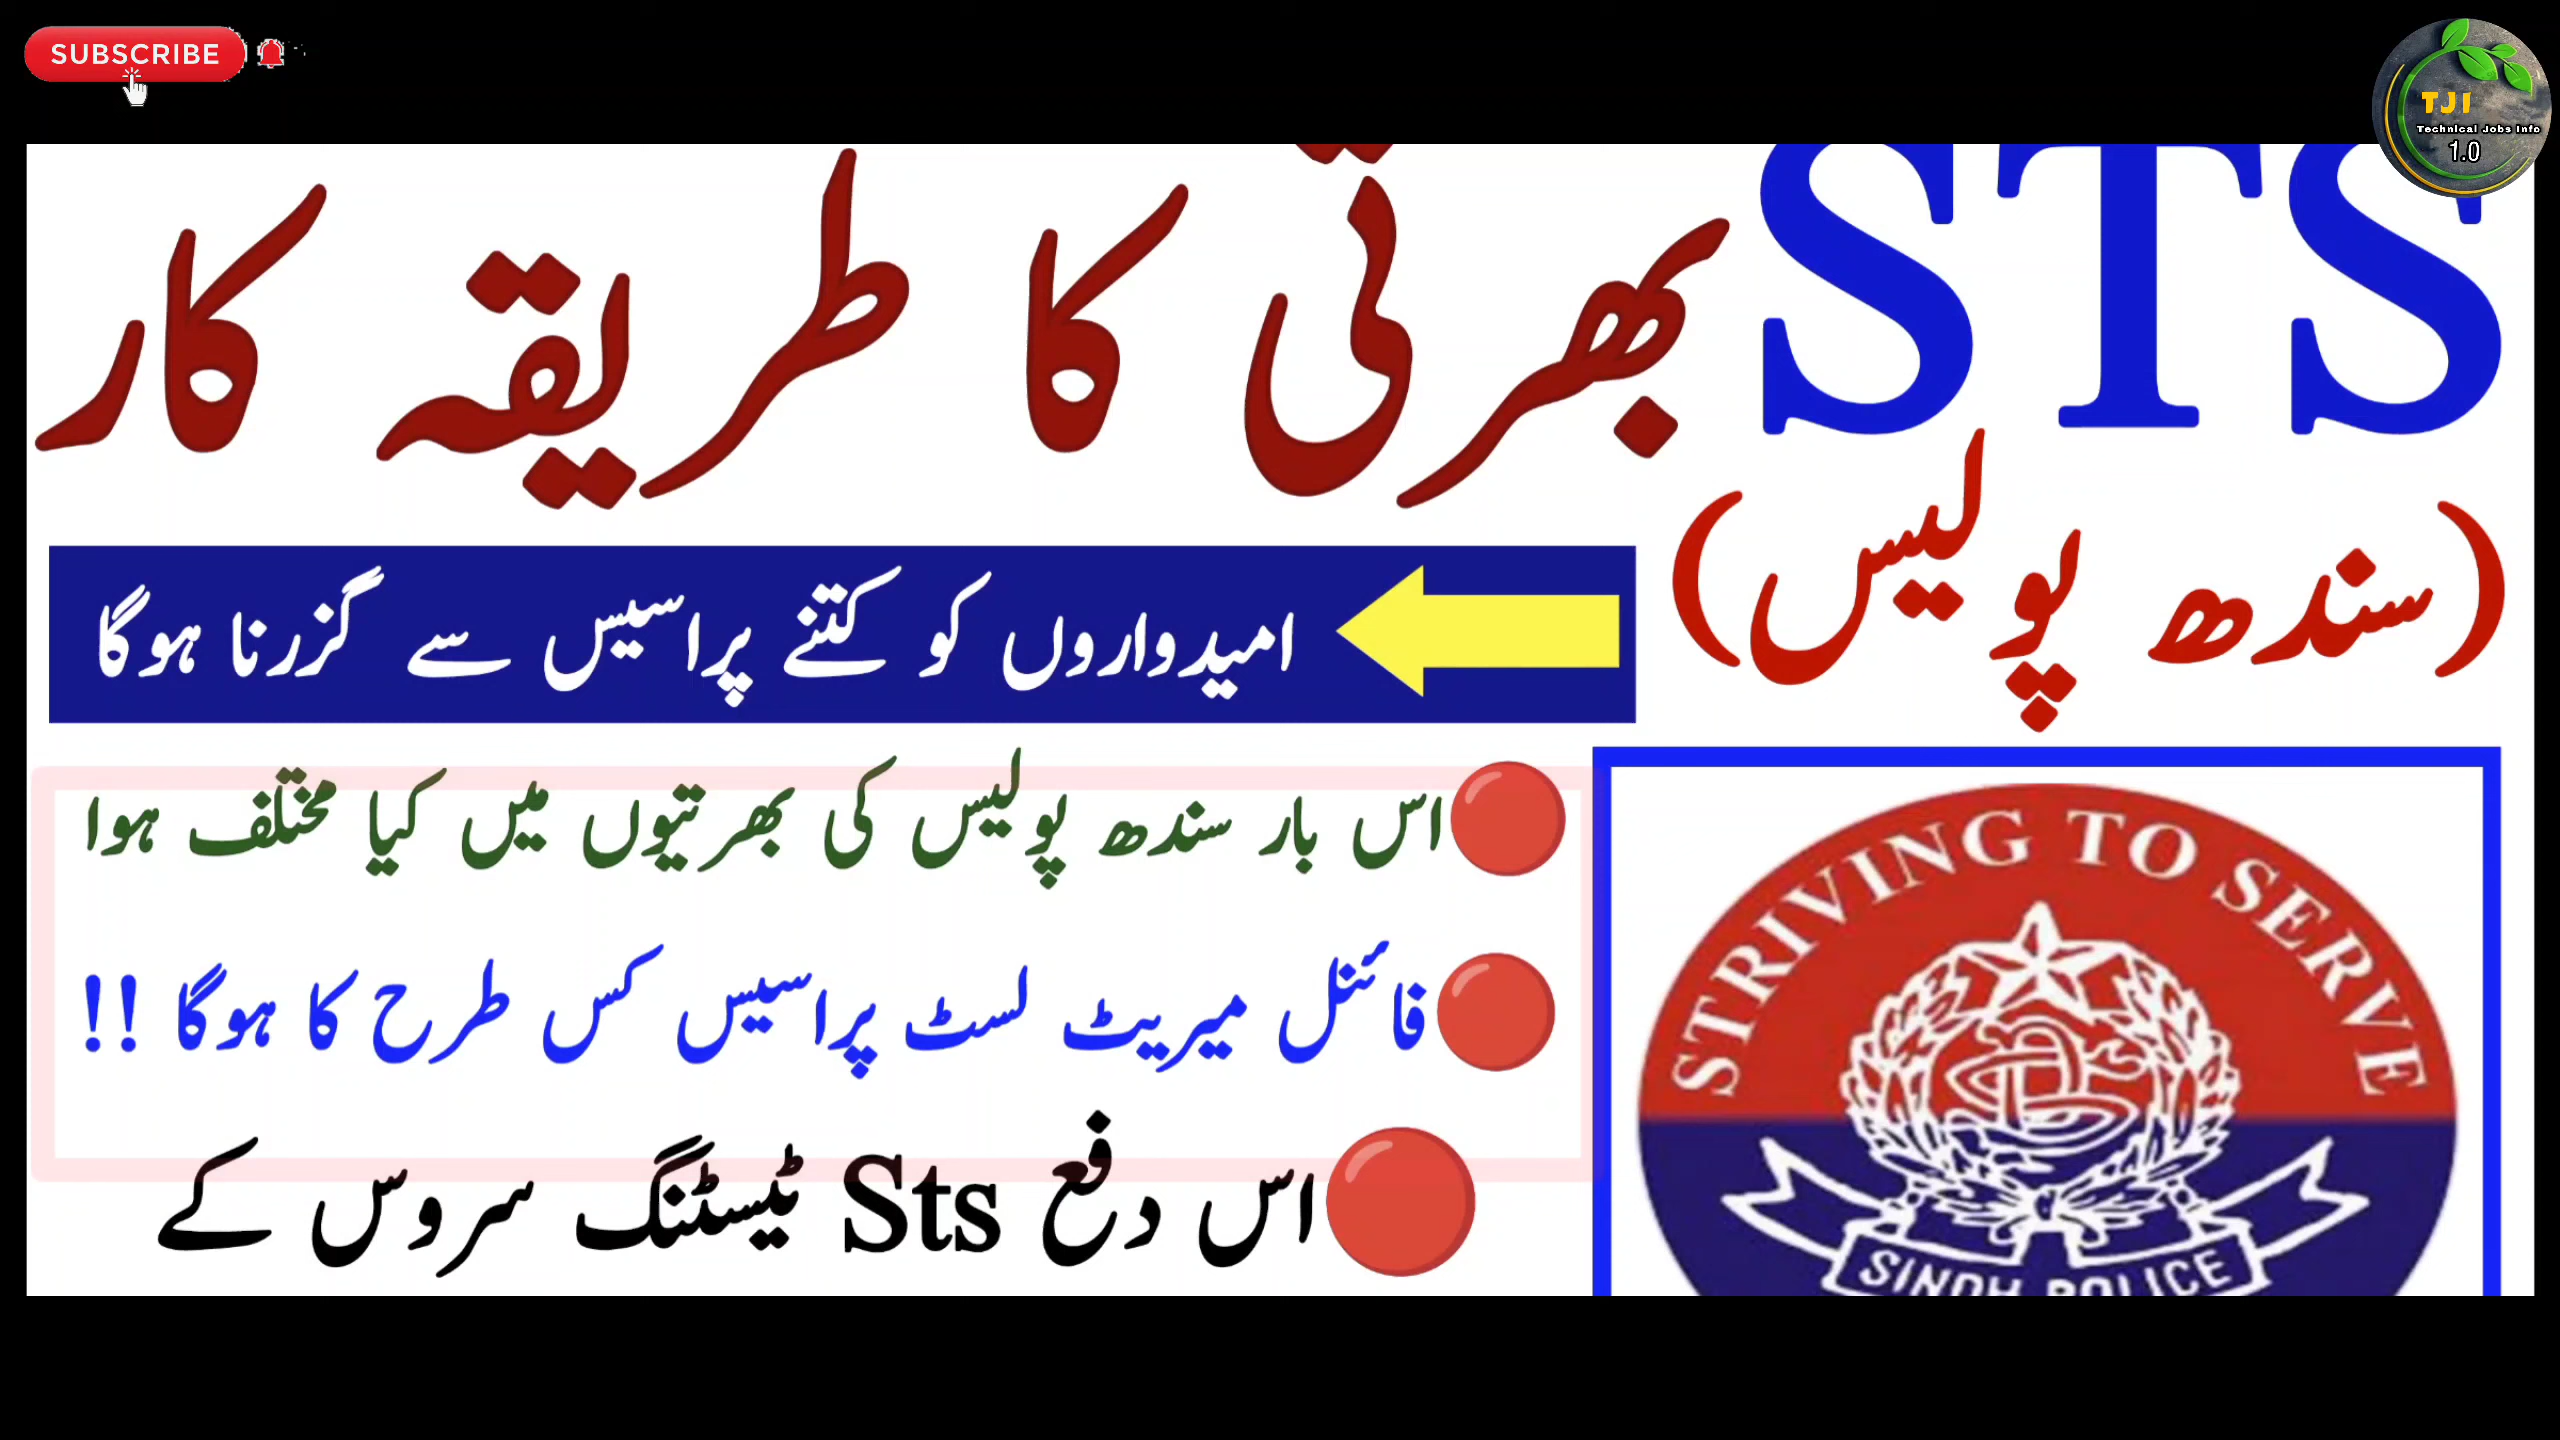 SUBSCRIBE
TJI
Technical Jobs Info
1.0
STS بھرتی کا طریقہ کار
(سندھ پولیس)
امیدواروں کو کتنے پراسیس سے گزرنا ہوگا
اس بار سندھ پولیس کی بھرتیوں میں کیا مختلف ہوا
فائنل میریٹ لسٹ پراسیس کس طرح کا ہوگا !!
اس دفع Sts ٹیسٹنگ سروس کے
STRIVING TO SERVE
SINDH POLICE